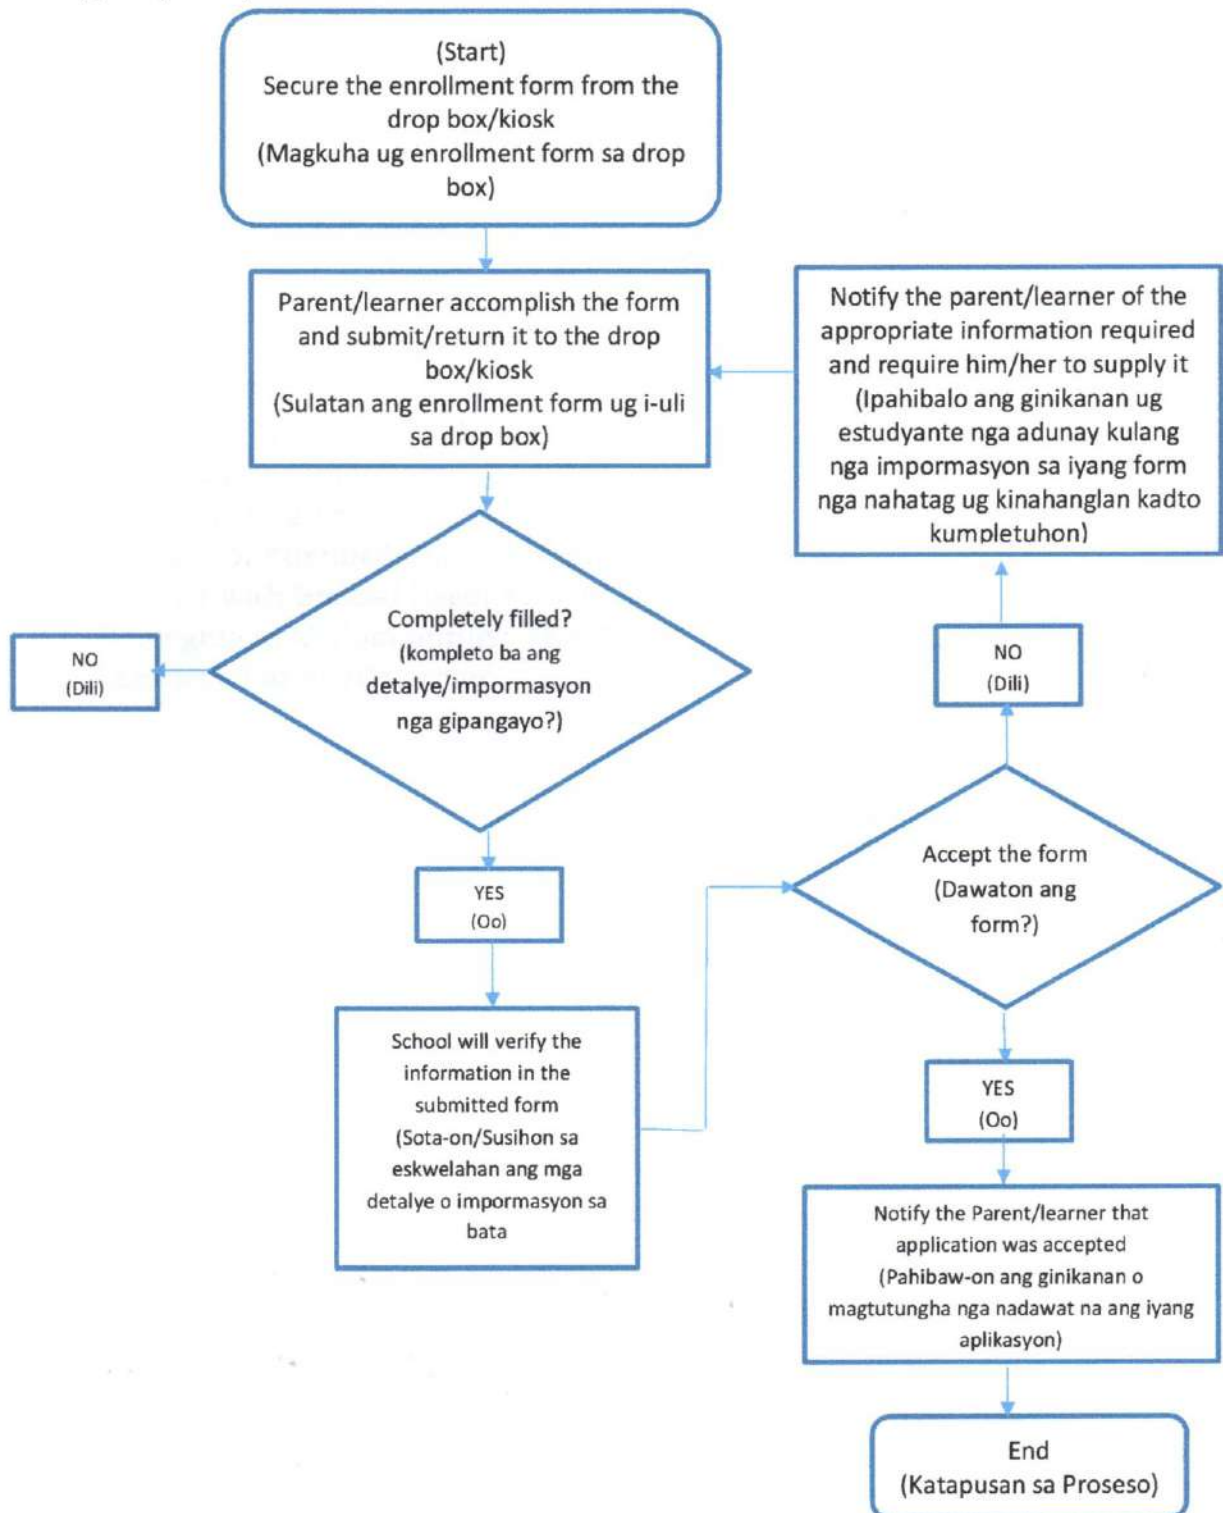 (Start)
Secure the enrollment form from the
drop box/kiosk
(Magkuha ug enrollment form sa drop
box)
Parent/learner accomplish the form
and submit/return it to the drop
box/kiosk
(Sulatan ang enrollment form ug i-uli
sa drop box)
Notify the parent/learner of the
appropriate information required
and require him/her to supply it
(Ipahibalo ang ginikanan ug
estudyante nga adunay kulang
nga impormasyon sa iyang form
nga nahatag ug kinahanglan kadto
kumpletuhon)
Completely filled?
(kompleto ba ang
detalye/impormasyon
nga gipangayo?)
NO
(Dili)
NO
(Dili)
YES
(Oo)
Accept the form
(Dawaton ang
form?)
School will verify the
information in the
submitted form
(Sota-on/Susihon sa
eskwelahan ang mga
detalye o impormasyon sa
bata
YES
(Oo)
Notify the Parent/learner that
application was accepted
(Pahibaw-on ang ginikanan o
magtutungha nga nadawat na ang iyang
aplikasyon)
End
(Katapusan sa Proseso)